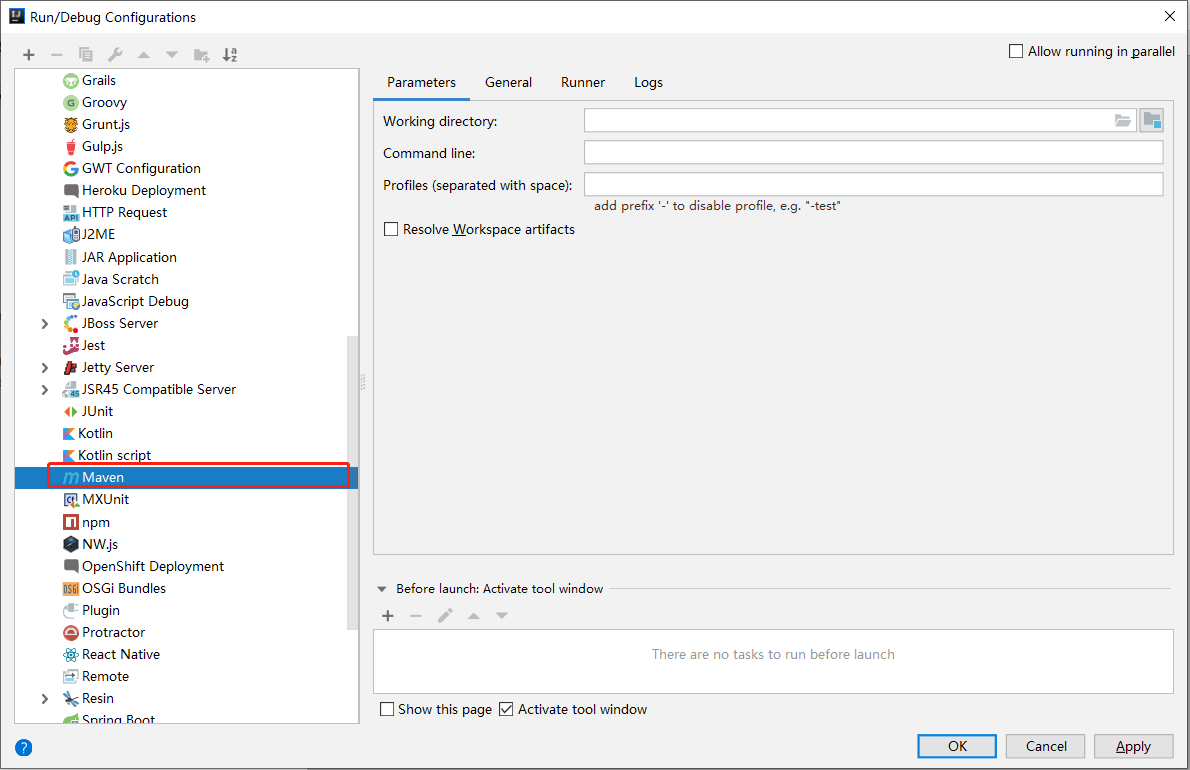 Run/Debug Configurations
Allow running in parallel
Grails
Groovy
Grunt.js
Gulp.js
GWT Configuration
Heroku Deployment
HTTP Request
J2ME
JAR Application
Java Scratch
JavaScript Debug
JBoss Server
Jest
Jetty Server
JSR45 Compatible Server
JUnit
Kotlin
Kotlin script
Maven
MXUnit
npm
NW.js
OpenShift Deployment
OSGi Bundles
Plugin
Protractor
React Native
Remote
Resin
Spring Boot
Parameters General Runner Logs
Working directory:
Command line:
Profiles (separated with space):
add prefix '-' to disable profile, e.g. "-test"
Resolve Workspace artifacts
Before launch: Activate tool window
There are no tasks to run before launch
Show this page Activate tool window
OK Cancel Apply